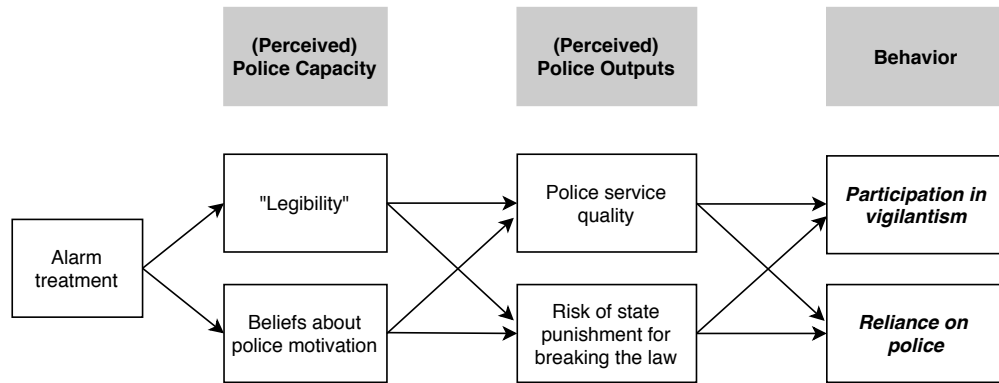 (Perceived)
Police Capacity
(Perceived)
Police Outputs
Behavior
Alarm
treatment
"Legibility"
Beliefs about
police motivation
Police service
quality
Risk of state
punishment for
breaking the law
Participation in
vigilantism
Reliance on
police